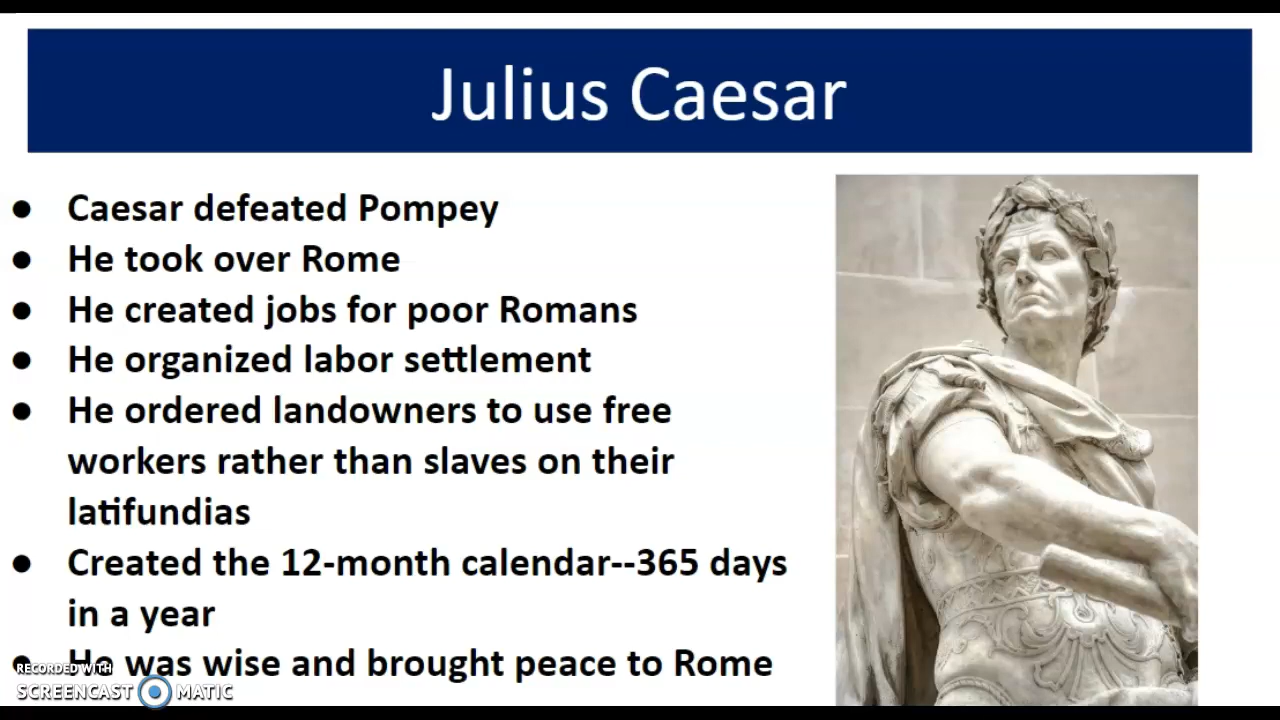 Julius Caesar
● Caesar defeated Pompey
● He took over Rome
● He created jobs for poor Romans
● He organized labor settlement
● He ordered landowners to use free
workers rather than slaves on their
latifundias
● Created the 12-month calendar--365 days
in a year
● He was wise and brought peace to Rome
RECORDED WITH
SCREENCAST MATIC